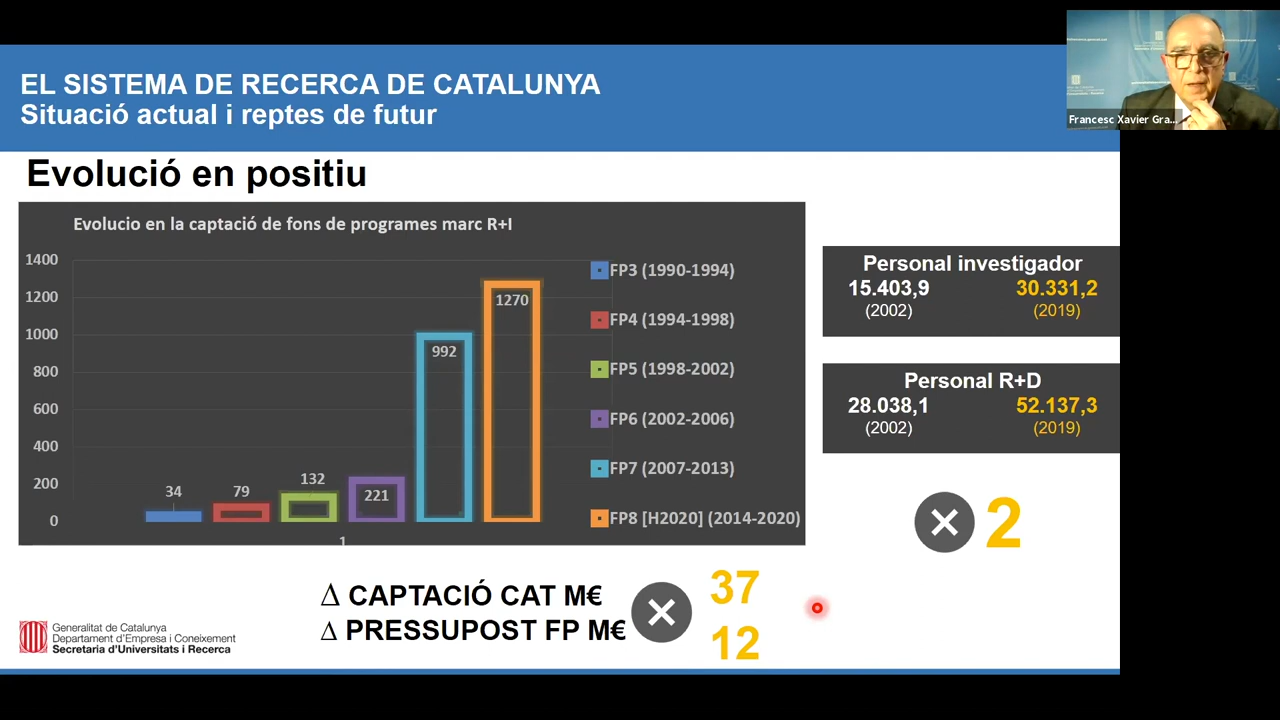 EL SISTEMA DE RECERCA DE CATALUNYA
Situació actual i reptes de futur
Francesc Xavier Gra...
Evolució en positiu
Evolucio en la captació de fons de programes marc R+I
1400
1200
1000
800
600
400
200
0
34
79
132
221
992
1270
1
FP3 (1990-1994)
FP4 (1994-1998)
FP5 (1998-2002)
FP6 (2002-2006)
FP7 (2007-2013)
FP8 [H2020] (2014-2020)
Personal investigador
15.403,9 30.331,2
(2002) (2019)
Personal R+D
28.038,1 52.137,3
(2002) (2019)
× 2
Δ CAPTACIÓ CAT M€
Δ PRESSUPOST FP M€
×
37
12
Generalitat de Catalunya
Departament d'Empresa i Coneixement
Secretaria d'Universitats i Recerca